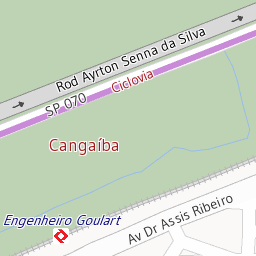 Rod Ayrton Senna da Silva
SP 070
Ciclovia
Cangaíba
Engenheiro Goulart
Av Dr Assis Ribeiro